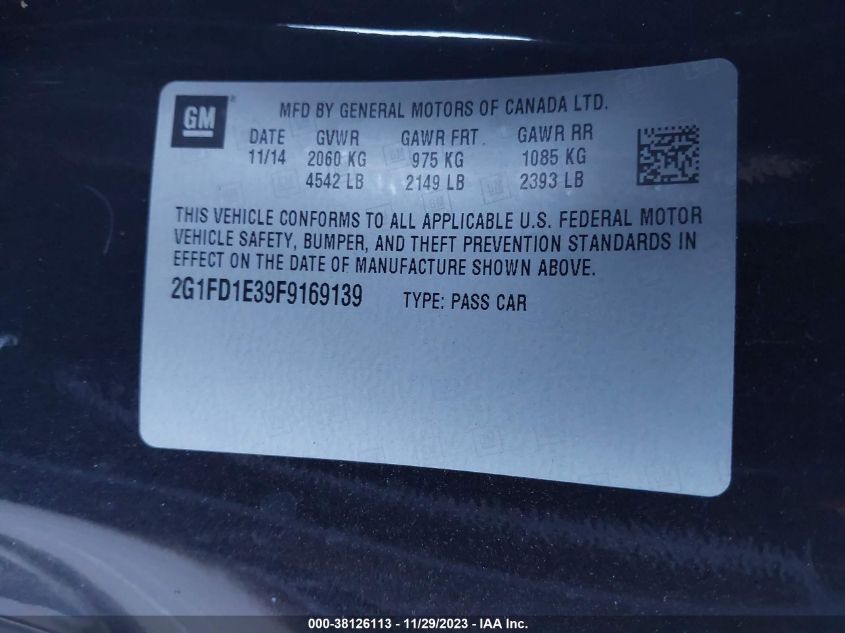 GM ®
MFD BY GENERAL MOTORS OF CANADA LTD.
DATE GVWR GAWR FRT. GAWR RR
11/14 2060 KG 975 KG 1085 KG
4542 LB 2149 LB 2393 LB
THIS VEHICLE CONFORMS TO ALL APPLICABLE U.S. FEDERAL MOTOR
VEHICLE SAFETY, BUMPER, AND THEFT PREVENTION STANDARDS IN
EFFECT ON THE DATE OF MANUFACTURE SHOWN ABOVE.
2G1FD1E39F9169139 TYPE: PASS CAR
000-38126113 - 11/29/2023 - IAA Inc.